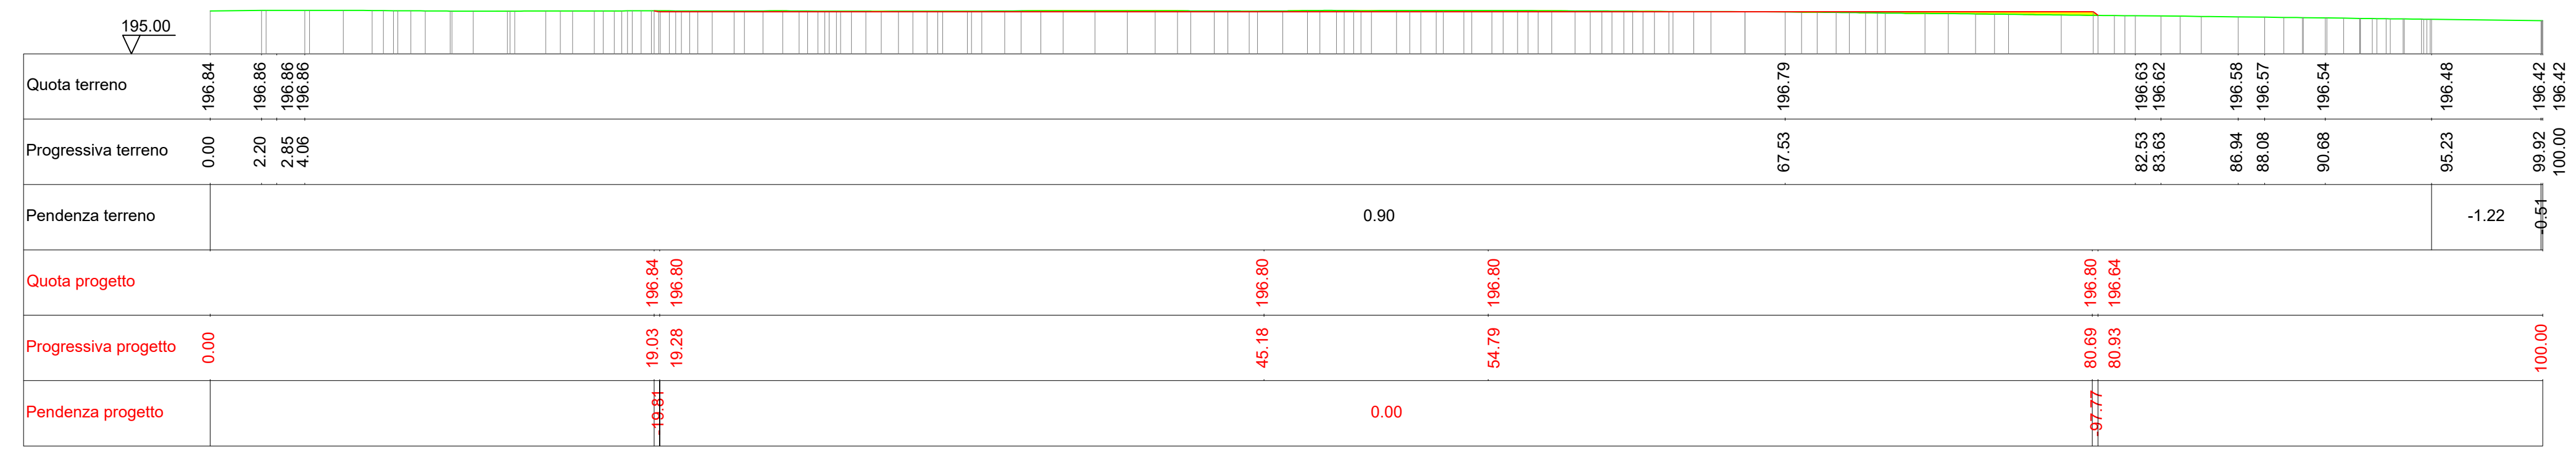 195.00
Quota terreno 196.84 196.86 196.86 196.86 196.79 196.63 196.62 196.58 196.57 196.54 196.48 196.42 196.42
Progressiva terreno 0.00 2.20 2.85 4.06 67.53 82.53 83.63 86.94 88.08 90.68 95.23 99.92 100.00
Pendenza terreno 0.90 -1.22 -0.51
Quota progetto 196.84 196.80 196.80 196.80 196.80 196.64
Progressiva progetto 0.00 19.03 19.28 45.18 54.79 80.69 80.93 100.00
Pendenza progetto -19.81 0.00 -97.77